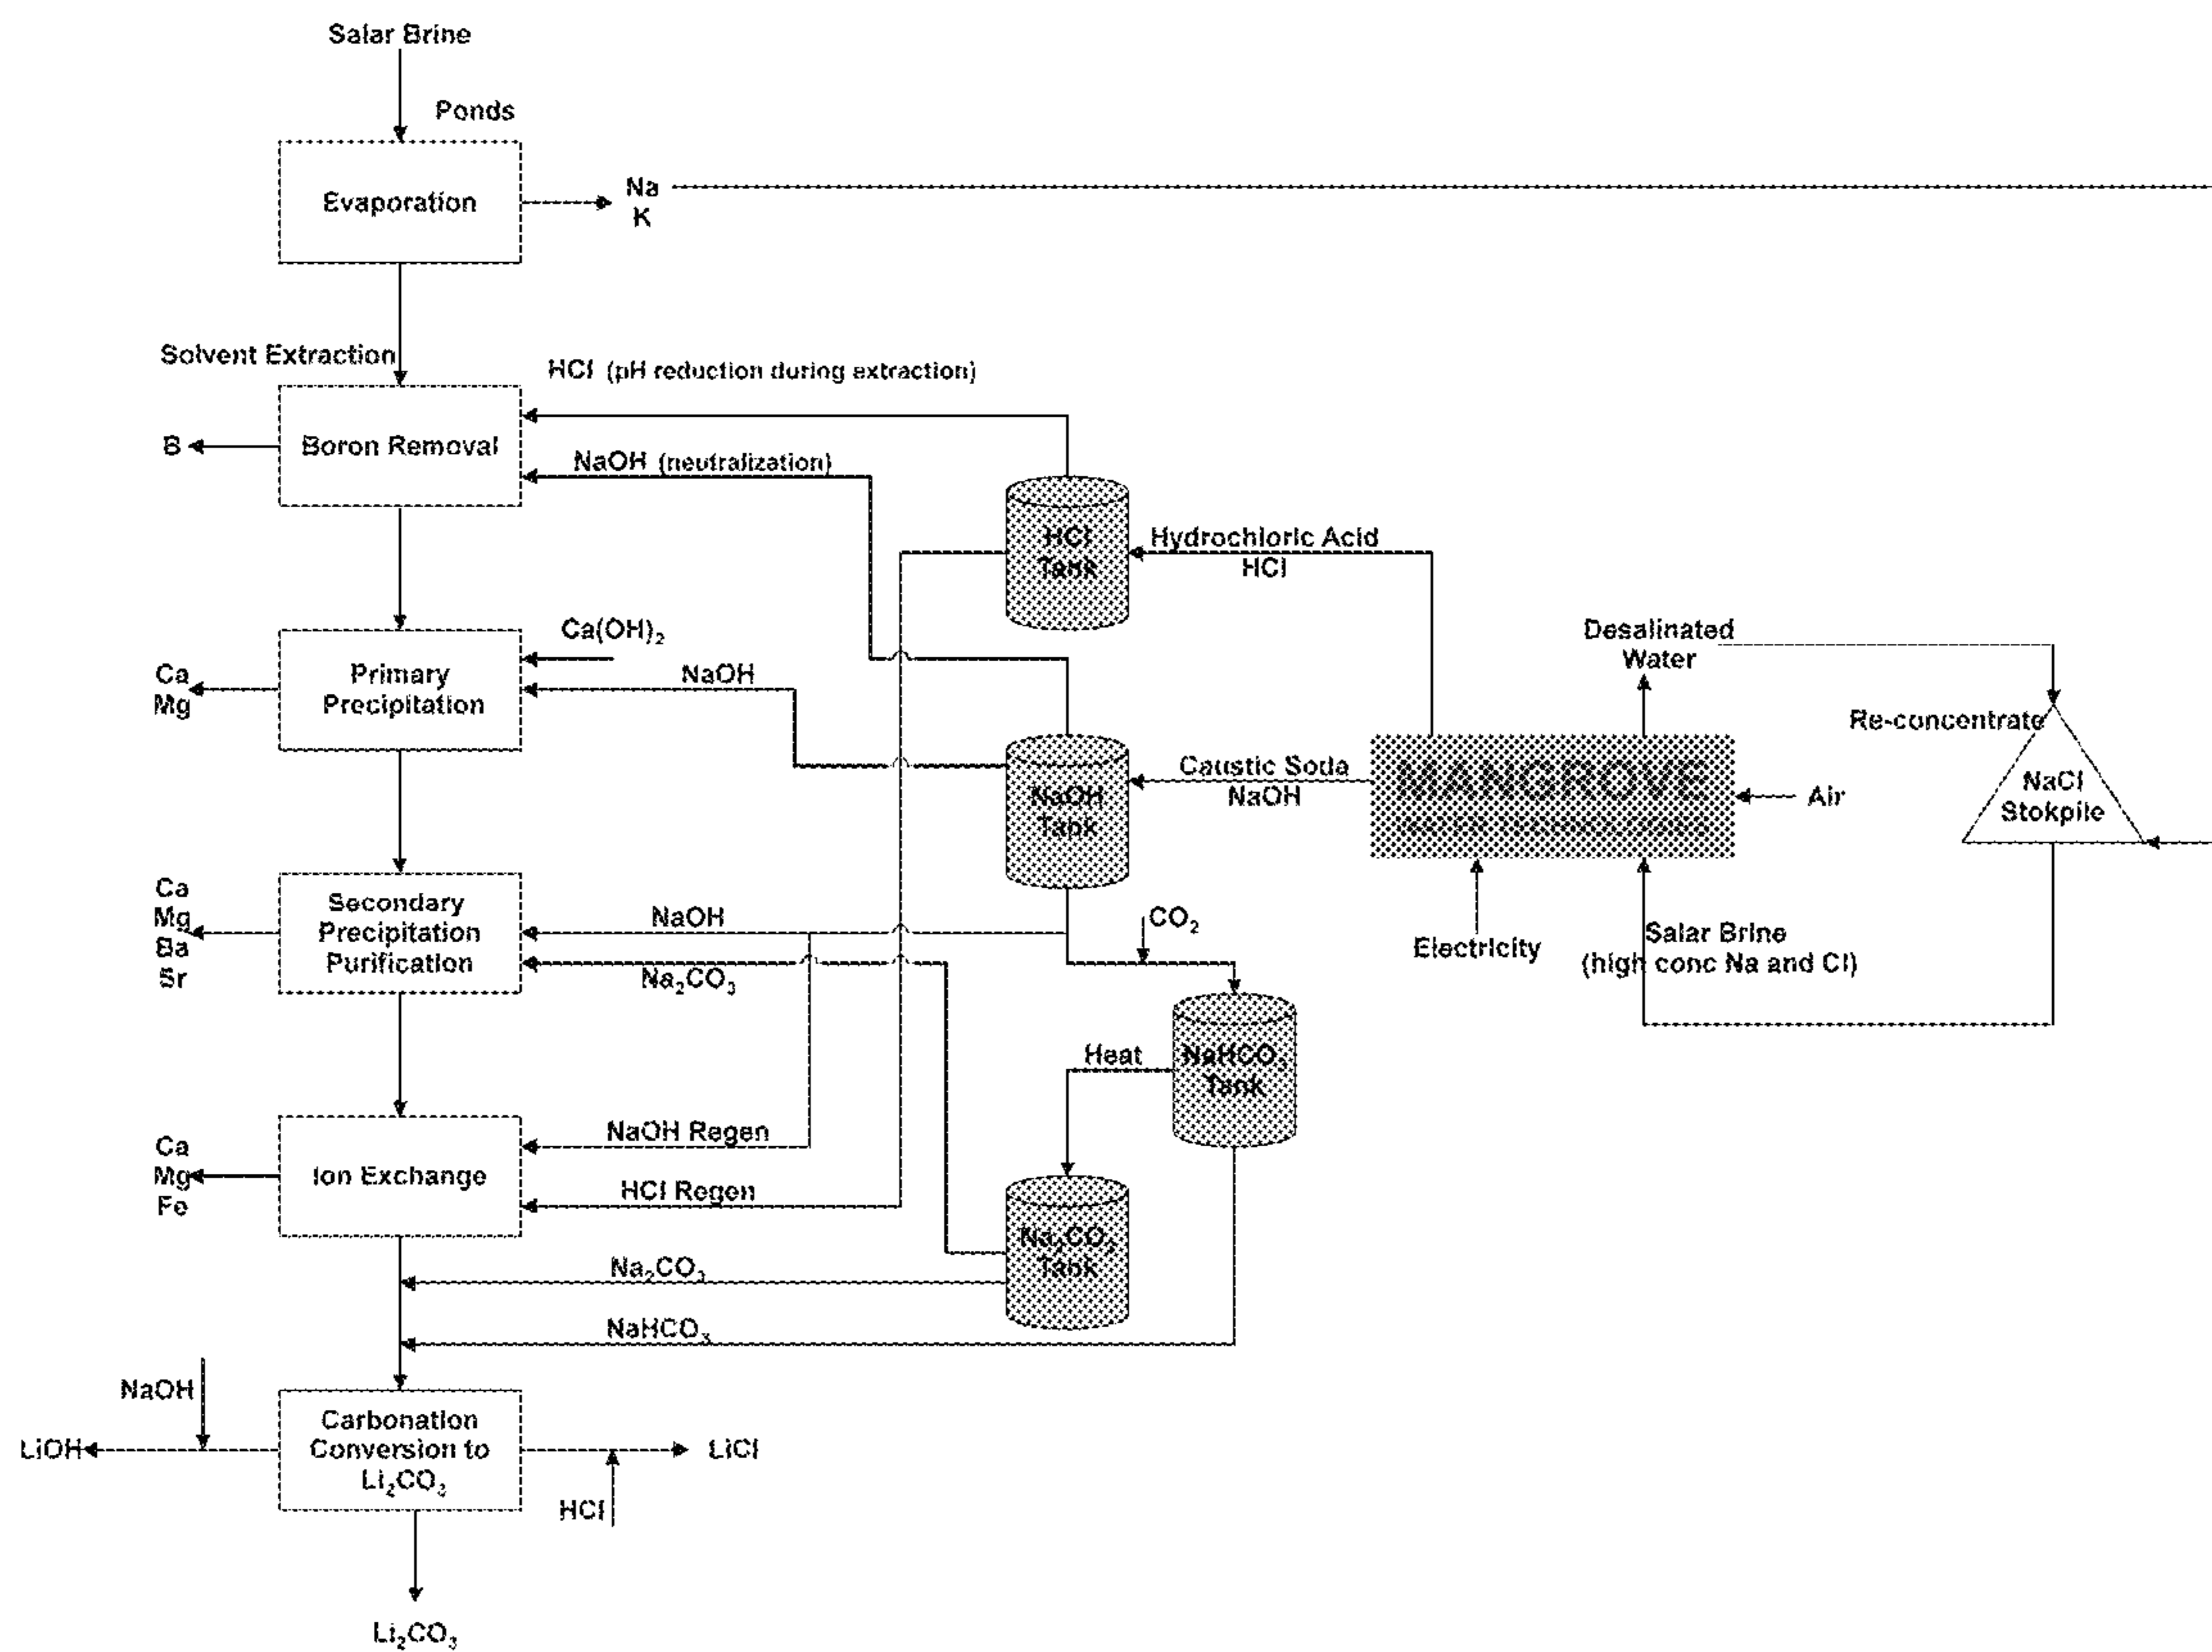 Salar Brine
Ponds
Evaporation
Na
K
Solvent Extraction
HCl (pH reduction during extraction)
B
Boron Removal
NaOH (neutralization)
HCl
Tank
Hydrochloric Acid
HCl
Ca(OH)₂
Ca
Mg
Primary
Precipitation
NaOH
Desalinated
Water
Re-concentrate
NaCl
Stokpile
Caustic Soda
NaOH
NaOH
Tank
MANGROVE
Air
Ca
Mg
Ba
Sr
Secondary
Precipitation
Purification
NaOH
Na₂CO₃
CO₂
Electricity
Salar Brine
(high conc Na and Cl)
Heat
NaHCO₃
Tank
Ca
Mg
Fe
Ion Exchange
NaOH Regen
HCl Regen
Na₂CO₃
Tank
Na₂CO₃
NaHCO₃
NaOH
LiOH
Carbonation
Conversion to
Li₂CO₃
LiCl
HCl
Li₂CO₃